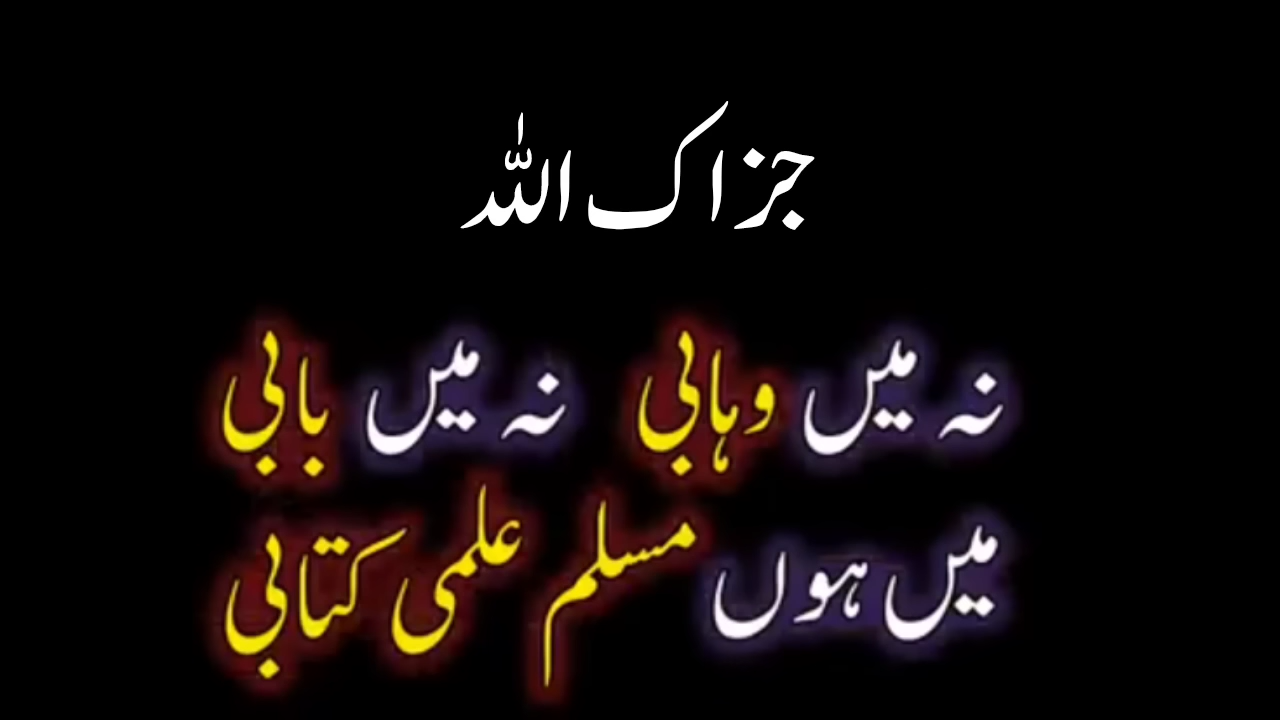 جزاک اللہ
نہ میں وہابی نہ میں بابی
میں ہوں مسلم علمی کتابی